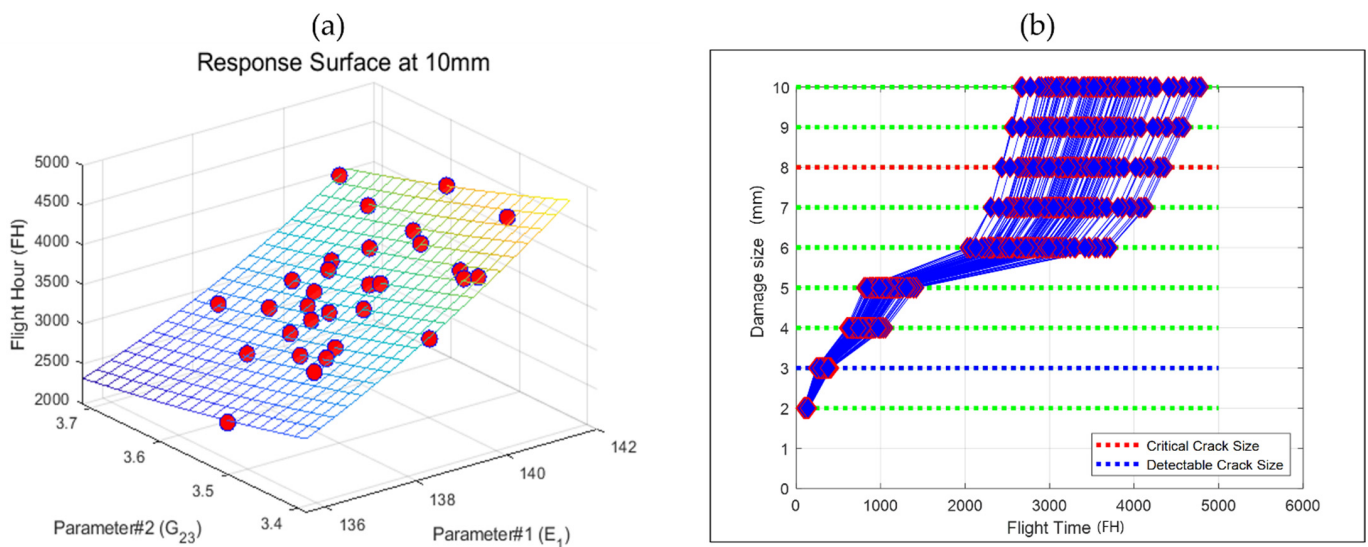 (a)
Response Surface at 10mm
Flight Hour (FH)
5000
4500
4000
3500
3000
2500
2000
3.7
3.6
3.5
3.4
Parameter#2 (G23)
136
138
140
142
Parameter#1 (E1)
(b)
Damage size (mm)
10
9
8
7
6
5
4
3
2
1
0
Critical Crack Size
Detectable Crack Size
0 1000 2000 3000 4000 5000 6000
Flight Time (FH)